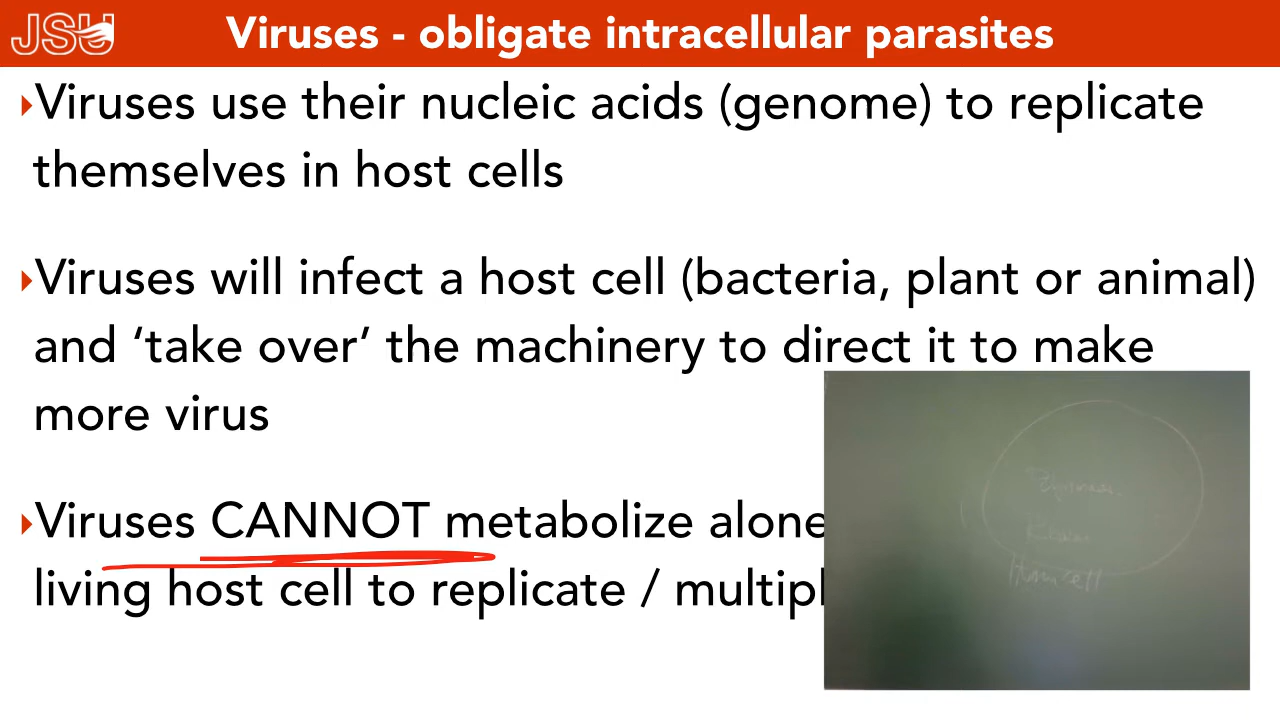 JSU
Viruses - obligate intracellular parasites
Viruses use their nucleic acids (genome) to replicate
themselves in host cells
Viruses will infect a host cell (bacteria, plant or animal)
and ‘take over’ the machinery to direct it to make
more virus
Viruses CANNOT metabolize alone
living host cell to replicate / multipl